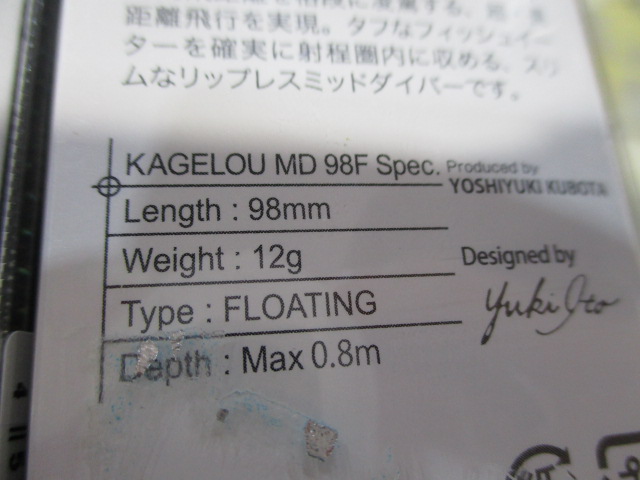 距離飛行を実現。タフなフィッシュイー
ターを確実に射程圏内に収める、スリ
ムなリップレスミッドダイバーです。
KAGELOU MD 98F Spec.
Produced by
YOSHIYUKI KUBOTA
Length : 98mm
Weight : 12g
Type : FLOATING
Depth : Max 0.8m
Designed by
Yuki Ito